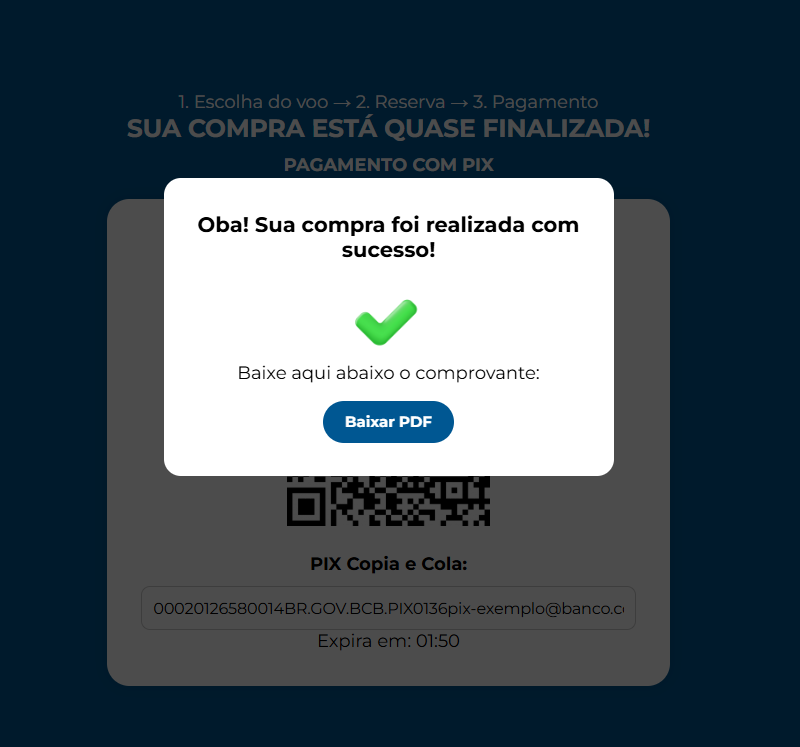 1. Escolha do voo → 2. Reserva → 3. Pagamento
SUA COMPRA ESTÁ QUASE FINALIZADA!
PAGAMENTO COM PIX
Oba! Sua compra foi realizada com
sucesso!
Baixe aqui abaixo o comprovante:
Baixar PDF
PIX Copia e Cola:
00020126580014BR.GOV.BCB.PIX0136pix-exemplo@banco.c
Expira em: 01:50